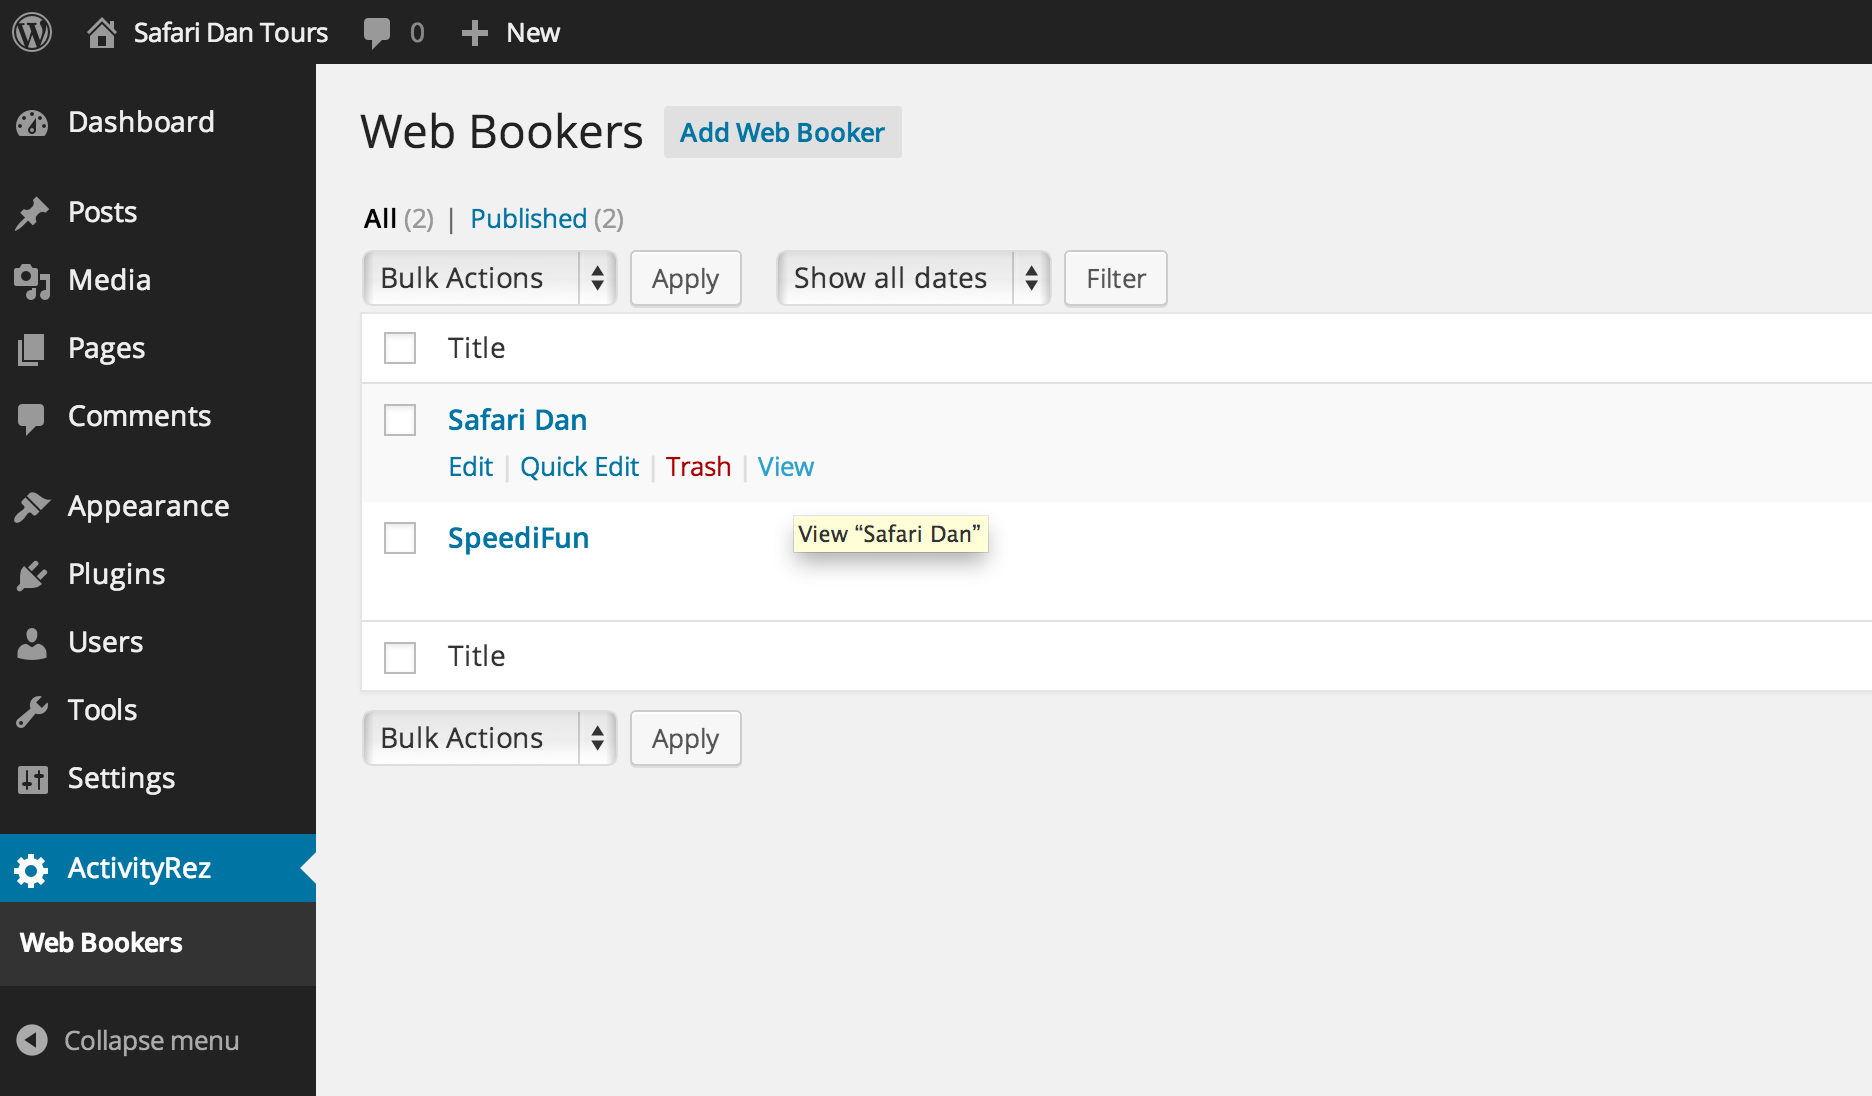 Safari Dan Tours 0 New
Dashboard
Posts
Media
Pages
Comments
Appearance
Plugins
Users
Tools
Settings
ActivityRez
Web Bookers
Collapse menu
Web Bookers Add Web Booker
All (2) | Published (2)
Bulk Actions Apply Show all dates Filter
Title
Safari Dan
Edit | Quick Edit | Trash | View
SpeediFun
View “Safari Dan”
Title
Bulk Actions Apply